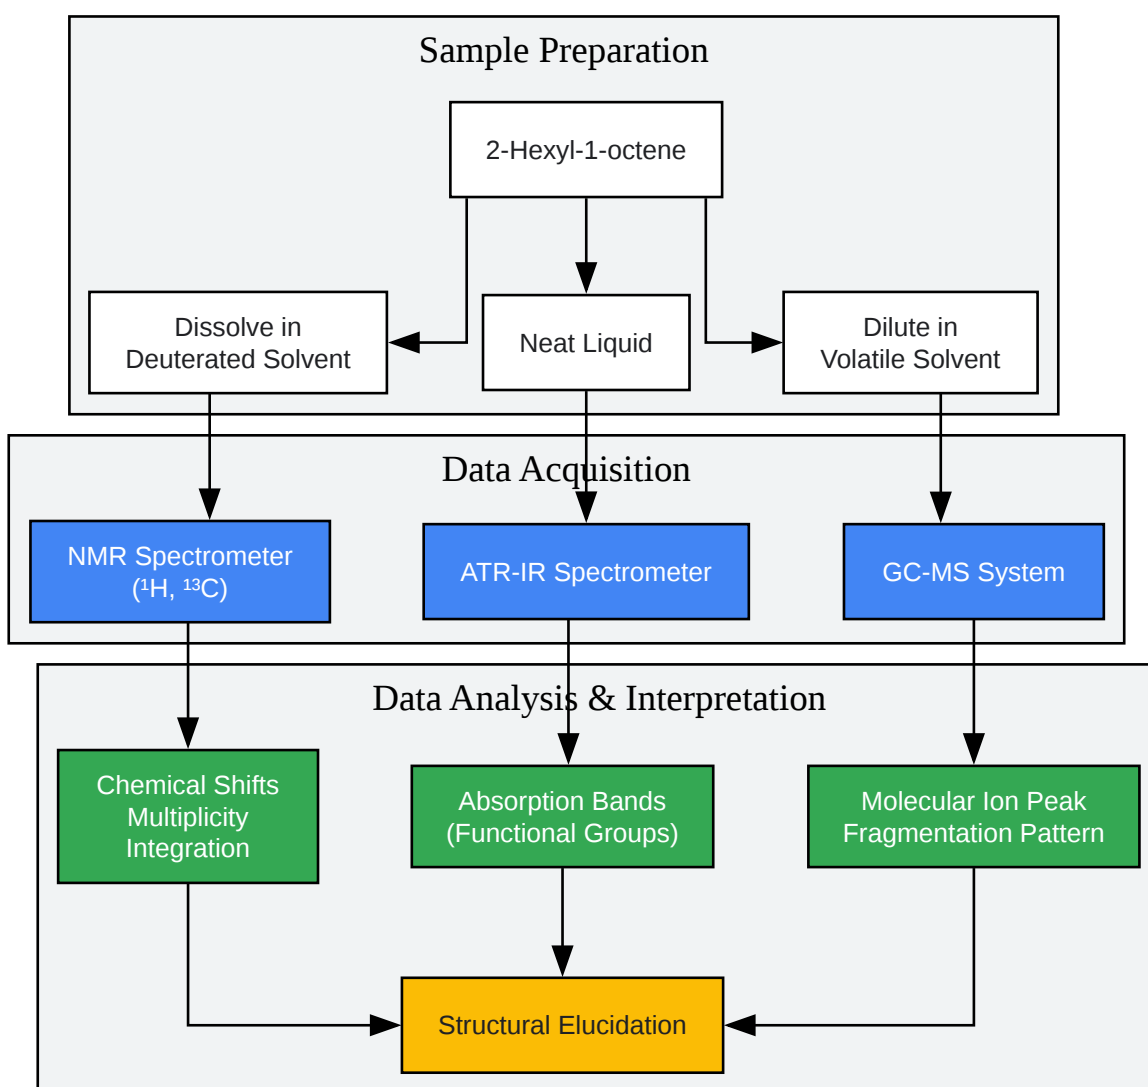 Sample Preparation
2-Hexyl-1-octene
Dissolve in
Deuterated Solvent
Neat Liquid
Dilute in
Volatile Solvent
Data Acquisition
NMR Spectrometer
(¹H, ¹³C)
ATR-IR Spectrometer
GC-MS System
Data Analysis & Interpretation
Chemical Shifts
Multiplicity
Integration
Absorption Bands
(Functional Groups)
Molecular Ion Peak
Fragmentation Pattern
Structural Elucidation